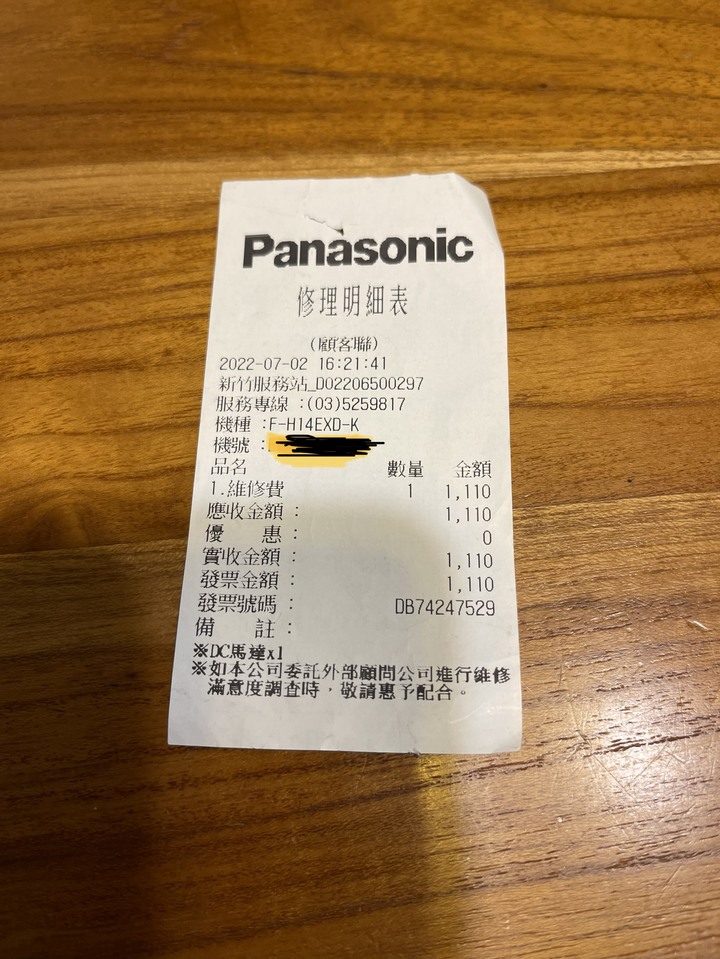 Panasonic
修理明細表
(顧客聯)
2022-07-02 16:21:41
新竹服務站_D02206500297
服務專線 :(03)5259817
機種 :F-H14EXD-K
機號 :
品名 數量 金額
1.維修費 1 1,110
應收金額 : 1,110
優 惠 : 0
實收金額 : 1,110
發票金額 : 1,110
發票號碼 : DB74247529
備 註 :
※DC馬達x1
※如本公司委託外部顧問公司進行維修
滿意度調查時,敬請惠予配合。